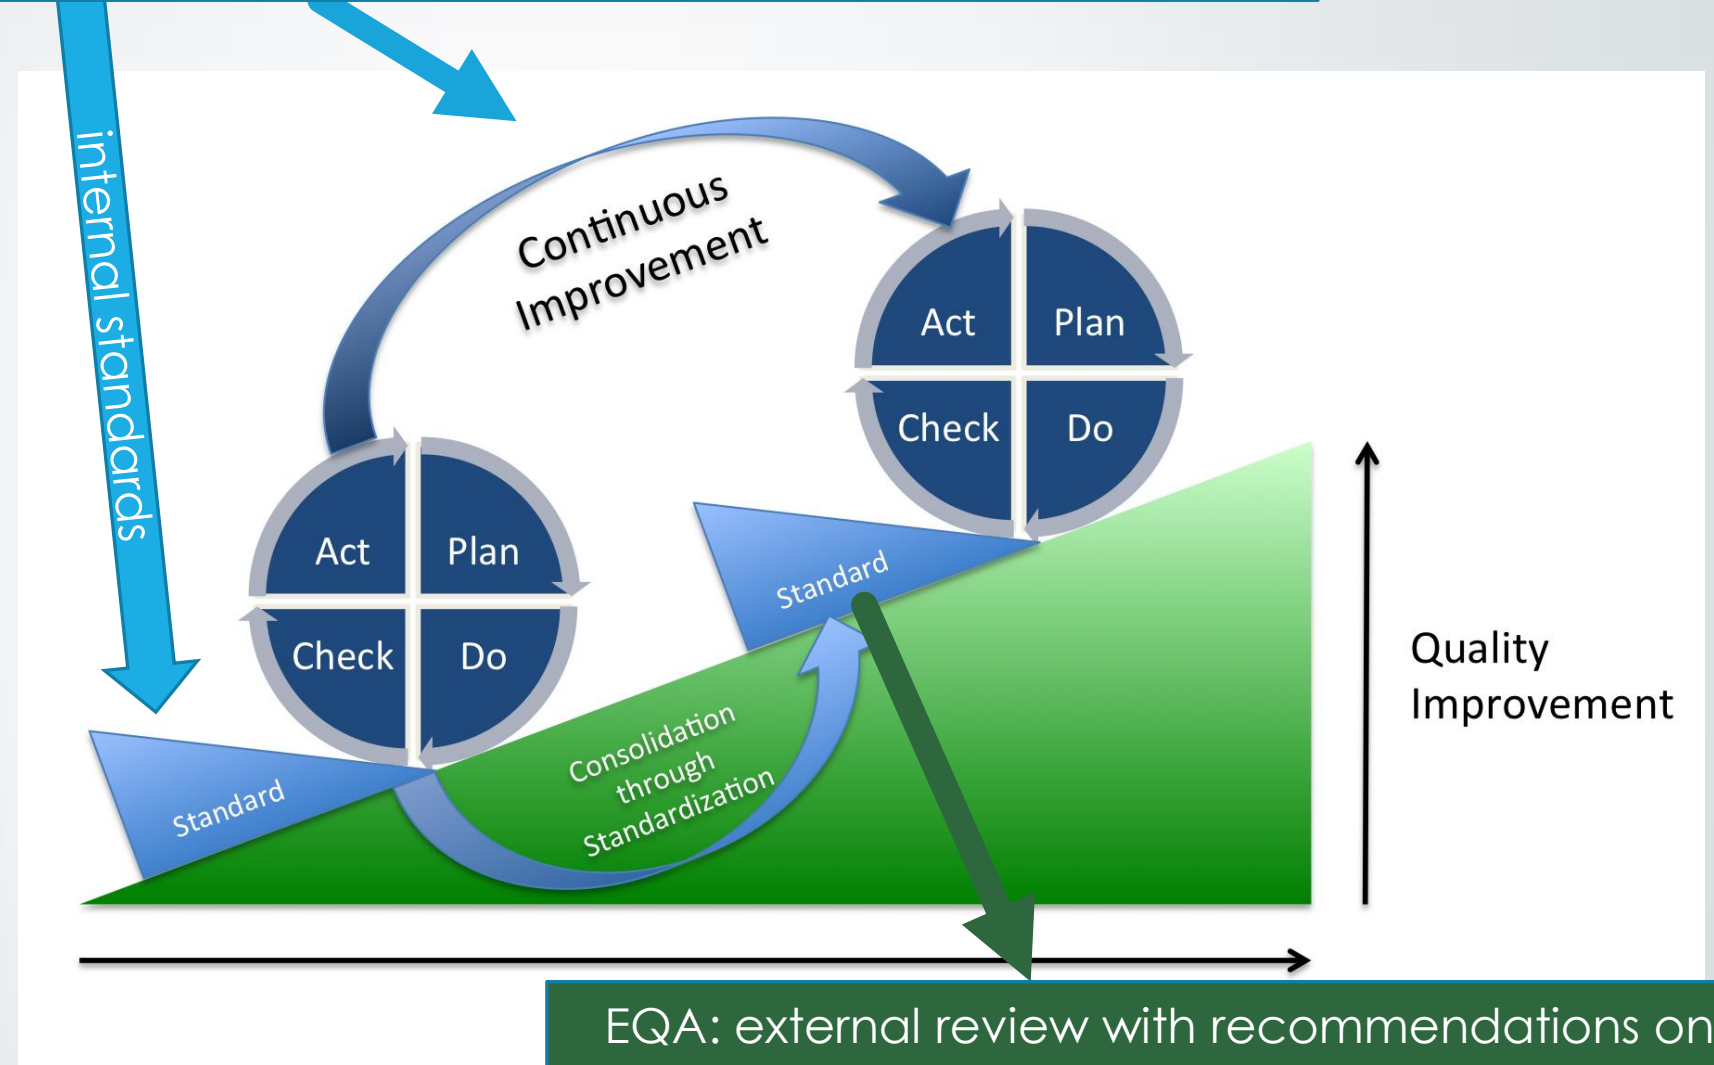 internal standards
Continuous
Improvement
Act
Plan
Check
Do
Act
Plan
Check
Do
Standard
Standard
Consolidation
through
Standardization
Quality
Improvement
EQA: external review with recommendations on